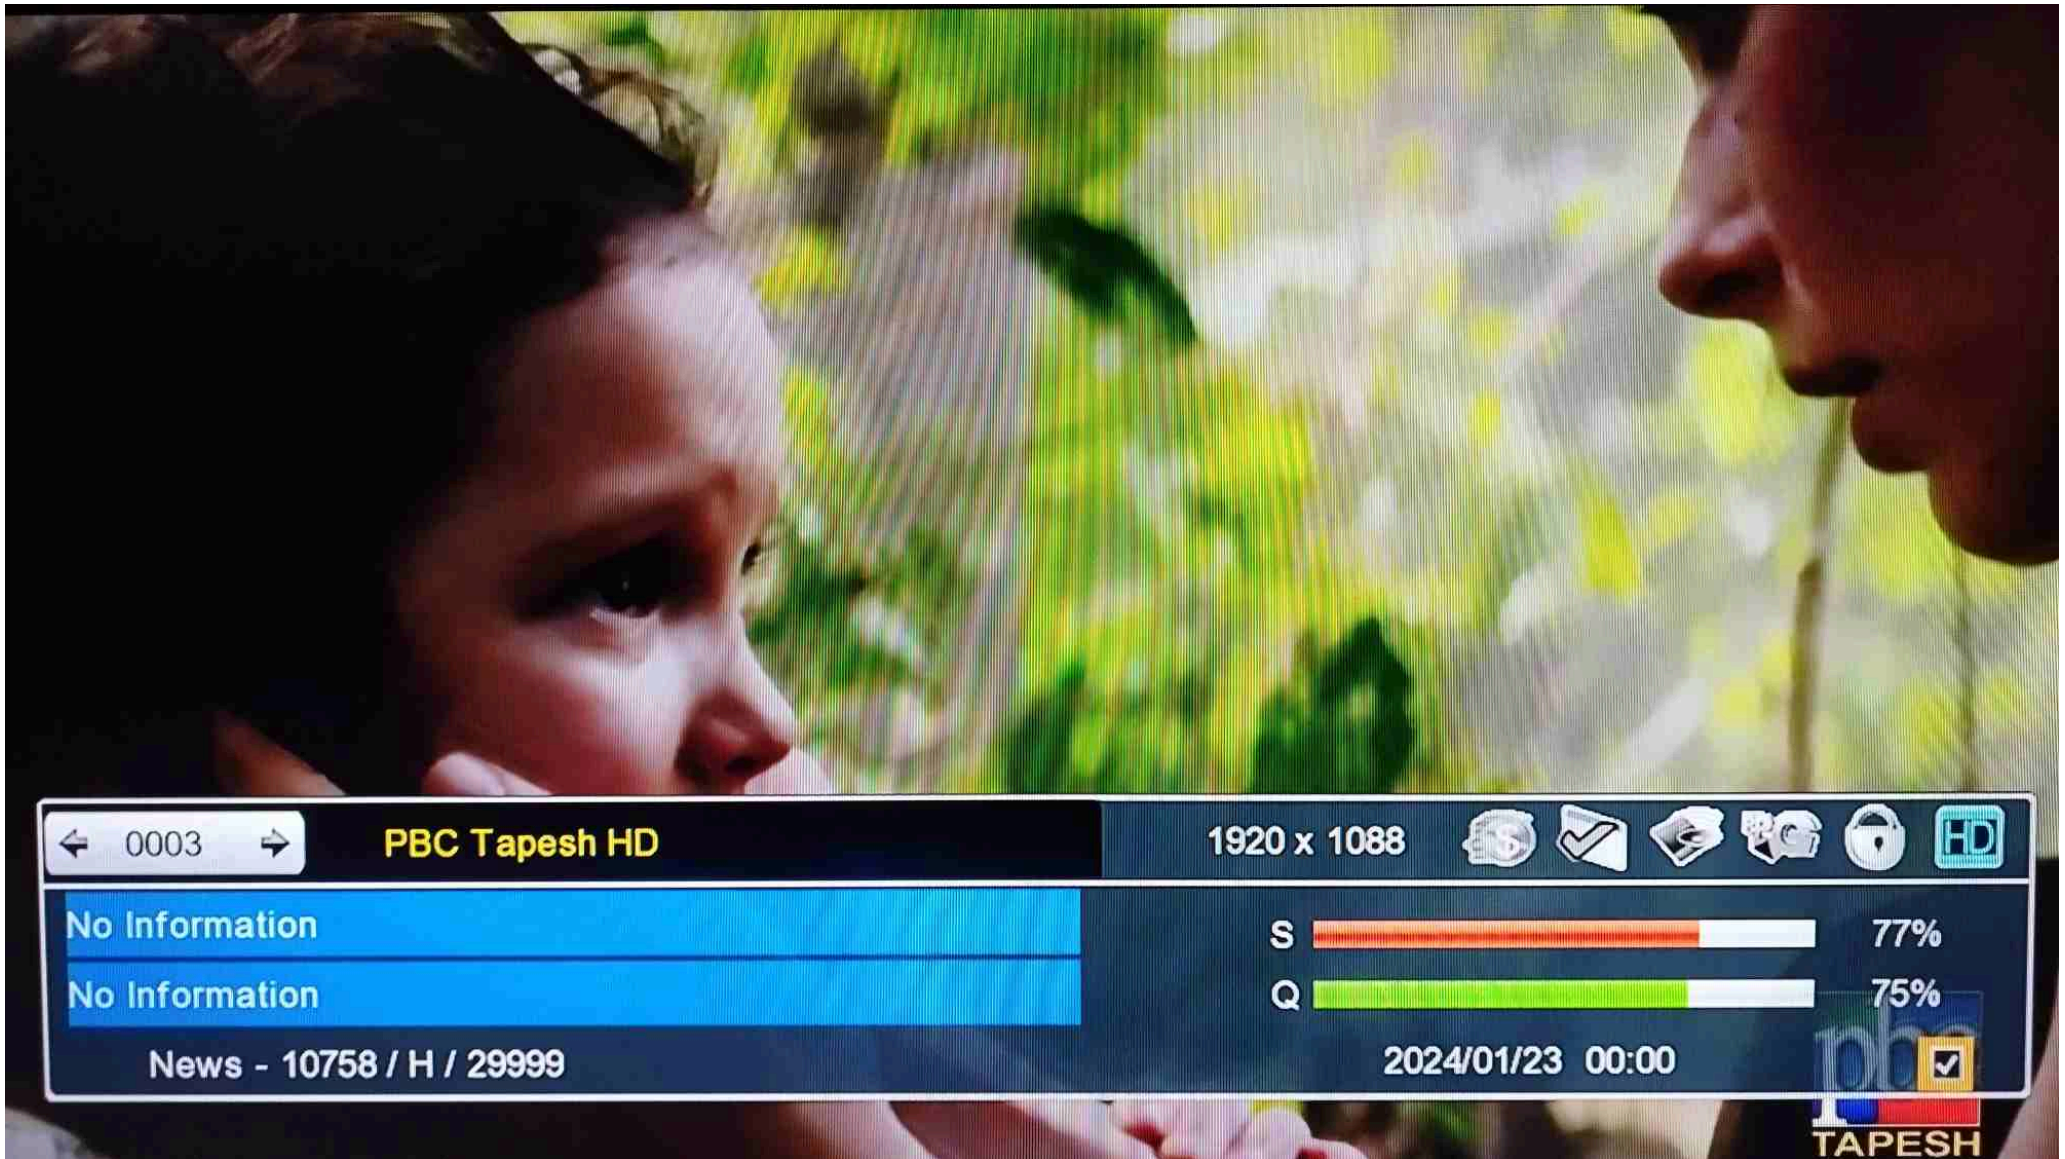 0003 PBC Tapesh HD 1920 x 1088 $ HD
No Information S 77%
No Information Q 75%
News - 10758 / H / 29999 2024/01/23 00:00
pbc
TAPESH